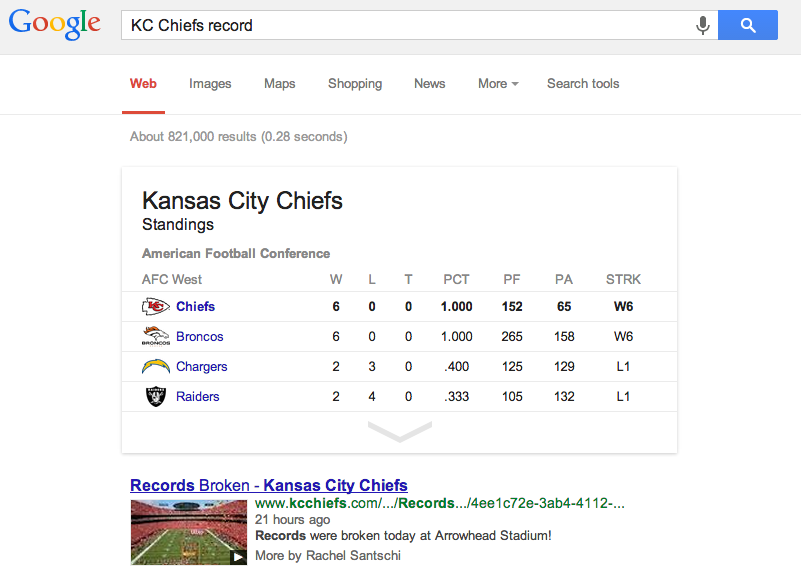 Google KC Chiefs record
Web Images Maps Shopping News More Search tools
About 821,000 results (0.28 seconds)
Kansas City Chiefs
Standings
American Football Conference
AFC West W L T PCT PF PA STRK
Chiefs 6 0 0 1.000 152 65 W6
BRONCOS Broncos 6 0 0 1.000 265 158 W6
Chargers 2 3 0 .400 125 129 L1
RAIDERS Raiders 2 4 0 .333 105 132 L1
Records Broken - Kansas City Chiefs
www.kcchiefs.com/.../Records.../4ee1c72e-3ab4-4112-...
21 hours ago
Records were broken today at Arrowhead Stadium!
More by Rachel Santschi